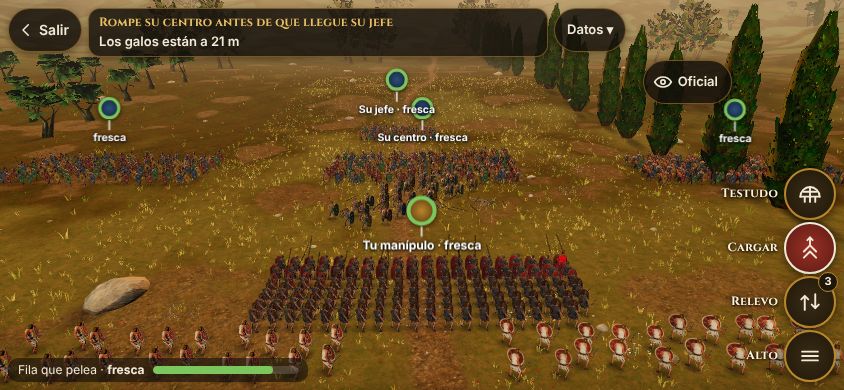 Salir
Rompe su centro antes de que llegue su jefe
Los galos están a 21 m
Datos ▾
Oficial
Su jefe · fresca
fresca
Su centro · fresca
fresca
Testudo
Tu manípulo · fresca
Cargar
3
Relevo
Alto
Fila que pelea · fresca